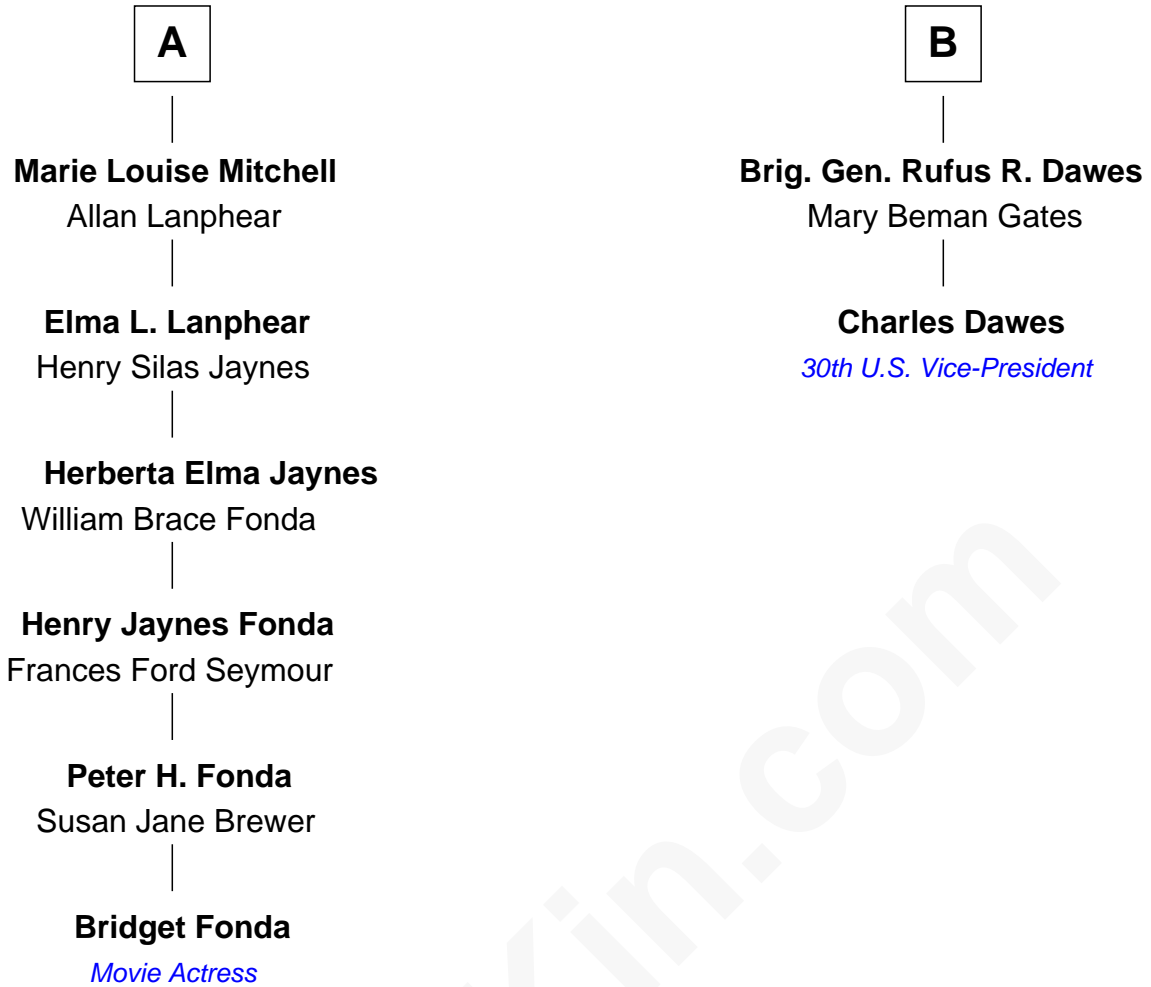 A
Marie Louise Mitchell
Allan Lanphear
Elma L. Lanphear
Henry Silas Jaynes
Herberta Elma Jaynes
William Brace Fonda
Henry Jaynes Fonda
Frances Ford Seymour
Peter H. Fonda
Susan Jane Brewer
Bridget Fonda
Movie Actress
B
Brig. Gen. Rufus R. Dawes
Mary Beman Gates
Charles Dawes
30th U.S. Vice-President